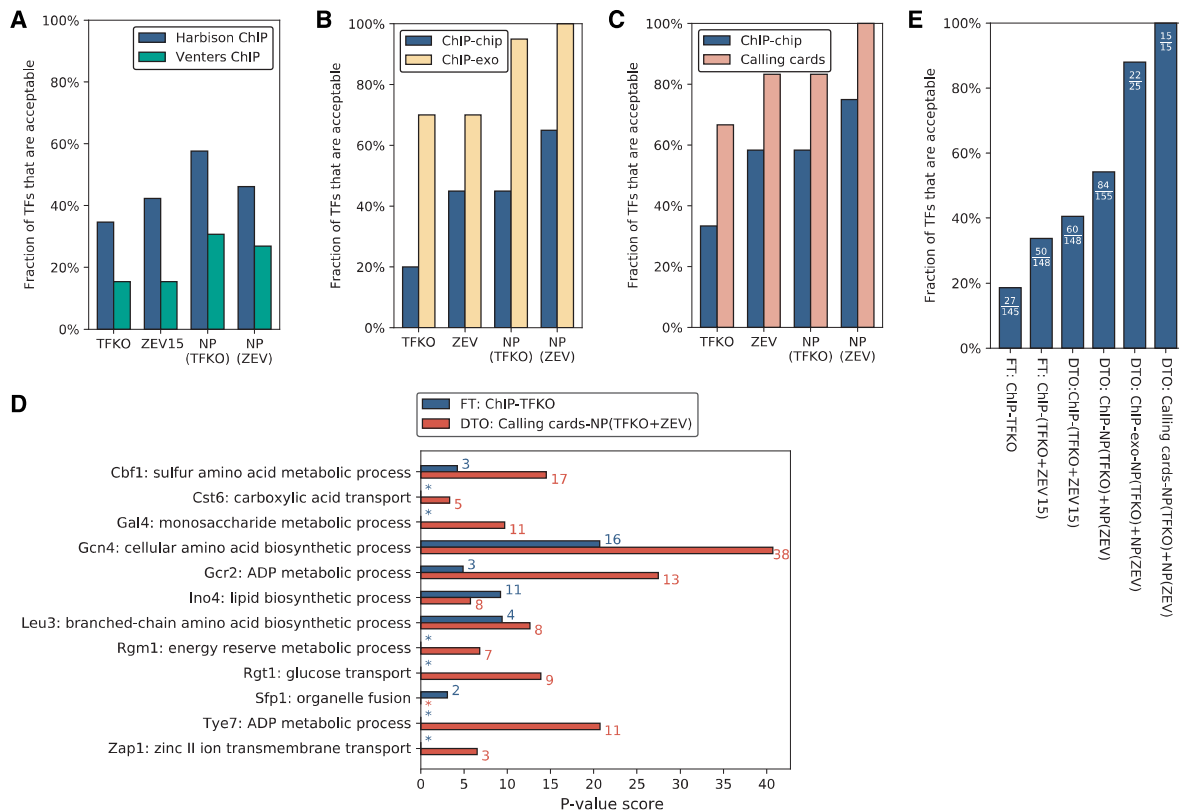 A
Fraction of TFs that are acceptable
100%
80%
60%
40%
20%
0%
Harbison ChIP
Venters ChIP
TFKO
ZEV15
NP
(TFKO)
NP
(ZEV)
B
Fraction of TFs that are acceptable
100%
80%
60%
40%
20%
0%
ChIP-chip
ChIP-exo
TFKO
ZEV
NP
(TFKO)
NP
(ZEV)
C
Fraction of TFs that are acceptable
100%
80%
60%
40%
20%
0%
ChIP-chip
Calling cards
TFKO
ZEV
NP
(TFKO)
NP
(ZEV)
E
Fraction of TFs that are acceptable
100%
80%
60%
40%
20%
0%
27
145
50
148
60
148
84
155
22
25
15
15
FT: ChIP-TFKO
FT: ChIP-(TFKO+ZEV15)
DTO:ChIP-(TFKO+ZEV15)
DTO: ChIP-NP(TFKO)+NP(ZEV)
DTO: ChIP-exo-NP(TFKO)+NP(ZEV)
DTO: Calling cards-NP(TFKO)+NP(ZEV)
D
FT: ChIP-TFKO
DTO: Calling cards-NP(TFKO+ZEV)
Cbf1: sulfur amino acid metabolic process
3
17
Cst6: carboxylic acid transport
*
5
Gal4: monosaccharide metabolic process
*
11
Gcn4: cellular amino acid biosynthetic process
16
38
Gcr2: ADP metabolic process
3
13
Ino4: lipid biosynthetic process
11
8
Leu3: branched-chain amino acid biosynthetic process
4
8
Rgm1: energy reserve metabolic process
*
7
Rgt1: glucose transport
*
9
Sfp1: organelle fusion
2
*
Tye7: ADP metabolic process
*
11
Zap1: zinc II ion transmembrane transport
*
3
0 5 10 15 20 25 30 35 40
P-value score